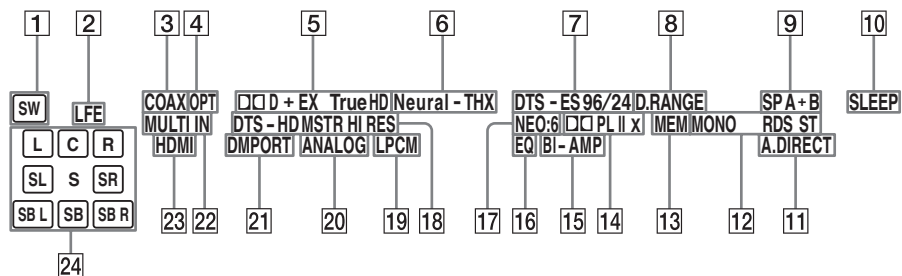 1 2 3 4 5 6 7 8 9 10
SW LFE COAX OPT D + EX True HD Neural - THX DTS - ES 96/24 D.RANGE SP A + B SLEEP
MULTI IN DTS - HD MSTR HI RES NEO:6 PL II x MEM MONO RDS ST
L C R HDMI DMPORT ANALOG LPCM EQ BI - AMP A.DIRECT
SL S SR
SB L SB SB R
23 22 21 20 19 18 17 16 15 14 13 12 11
24